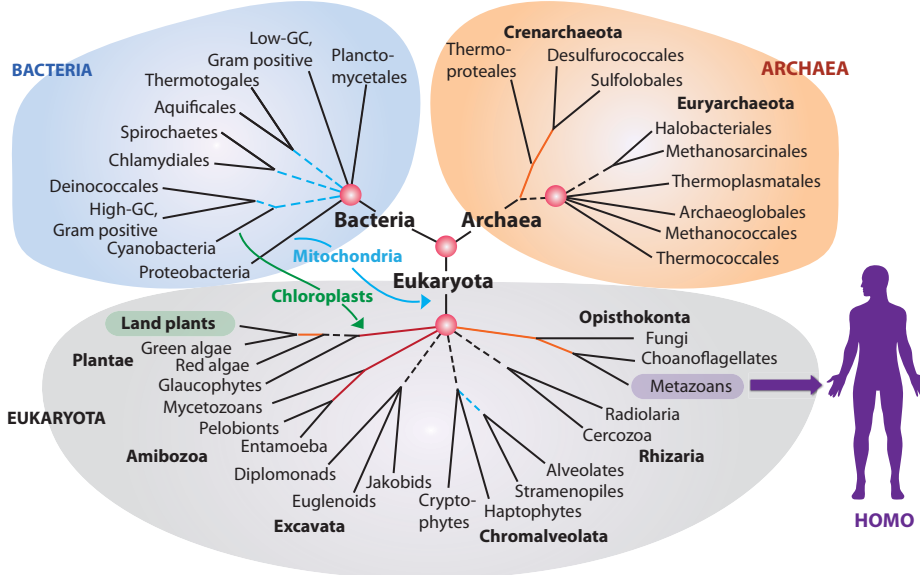 BACTERIA
Low-GC,
Gram positive
Plancto-
mycetales
Thermotogales
Aquificales
Spirochaetes
Chlamydiales
Deinococcales
High-GC,
Gram positive
Cyanobacteria
Proteobacteria
Bacteria
Crenarchaeota
Thermo-
proteales
Desulfurococcales
Sulfolobales
ARCHAEA
Euryarchaeota
Halobacteriales
Methanosarcinales
Thermoplasmatales
Archaeoglobales
Methanococcales
Thermococcales
Archaea
Mitochondria
Chloroplasts
Eukaryota
Land plants
Green algae
Plantae
Red algae
Glaucophytes
EUKARYOTA
Mycetozoans
Pelobionts
Entamoeba
Amibozoa
Diplomonads
Euglenoids
Jakobids
Excavata
Crypto-
phytes
Haptophytes
Stramenopiles
Alveolates
Chromalveolata
Opisthokonta
Fungi
Choanoflagellates
Metazoans
Radiolaria
Cercozoa
Rhizaria
HOMO